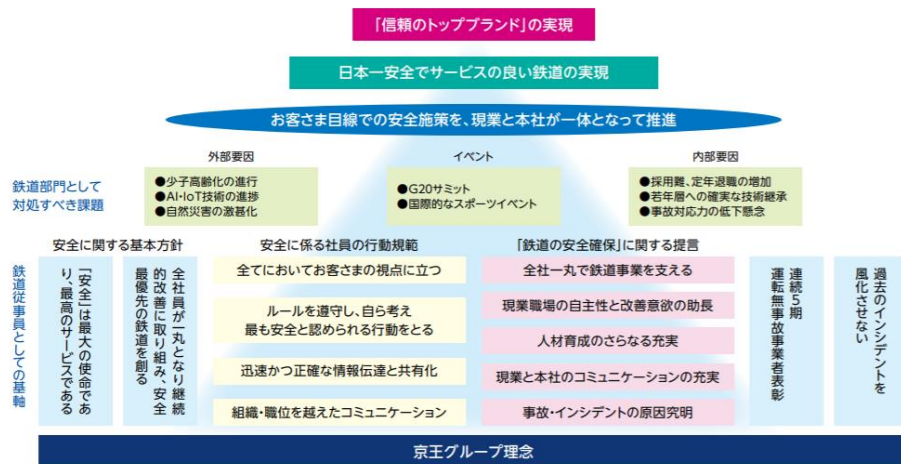 「信頼のトップブランド」の実現
日本一安全でサービスの良い鉄道の実現
お客さま目線での安全施策を、現業と本社が一体となって推進
鉄道部門として
対処すべき課題
外部要因
●少子高齢化の進行
●AI・IoT技術の進捗
●自然災害の激甚化
イベント
●G20サミット
●国際的なスポーツイベント
内部要因
●採用難、定年退職の増加
●若年層への確実な技術継承
●事故対応力の低下懸念
鉄道従事員としての基軸
安全に関する基本方針
「安全」は最大の使命であ
り、最高のサービスである
全社員が一丸となり継続
的改善に取り組み、安全
最優先の鉄道を創る
安全に係る社員の行動規範
全てにおいてお客さまの視点に立つ
ルールを遵守し、自ら考え
最も安全と認められる行動をとる
迅速かつ正確な情報伝達と共有化
組織・職位を越えたコミュニケーション
「鉄道の安全確保」に関する提言
全社一丸で鉄道事業を支える
現業職場の自主性と改善意欲の助長
人材育成のさらなる充実
現業と本社のコミュニケーションの充実
事故・インシデントの原因究明
連続5期
運転無事故事業者表彰
過去のインシデントを
風化させない
京王グループ理念